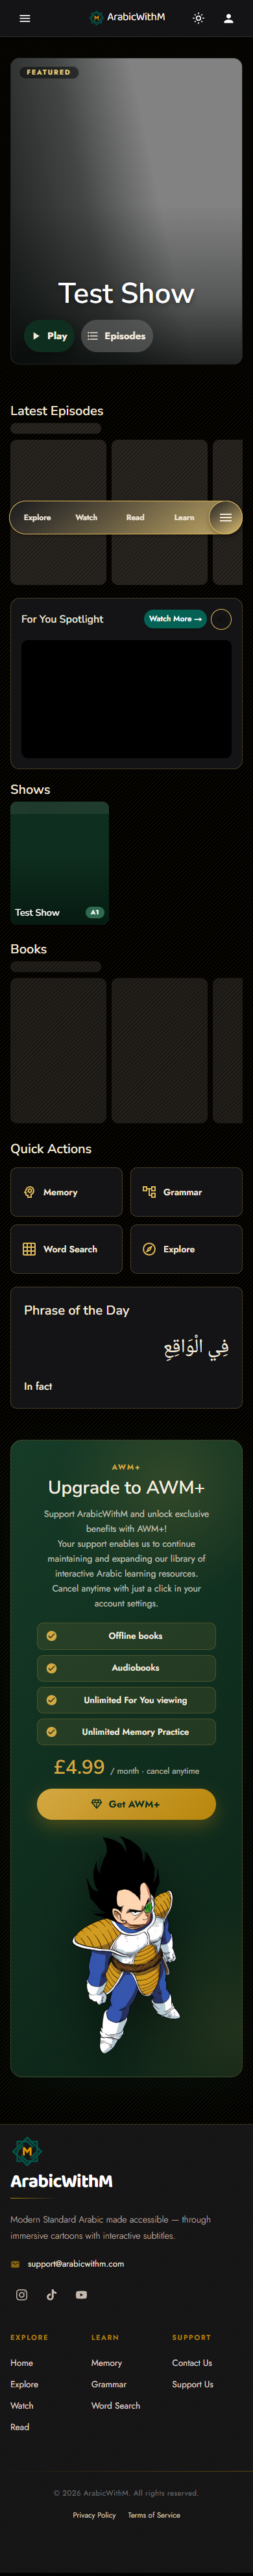 ArabicWithM
FEATURED
Test Show
Play
Episodes
Latest Episodes
Explore Watch Read Learn
For You Spotlight
Watch More →
Shows
Test Show
A1
Books
Quick Actions
Memory
Grammar
Word Search
Explore
Phrase of the Day
فِي الْوَاقِعِ
In fact
AWM+
Upgrade to AWM+
Support ArabicWithM and unlock exclusive
benefits with AWM+!
Your support enables us to continue
maintaining and expanding our library of
interactive Arabic learning resources.
Cancel anytime with just a click in your
account settings.
Offline books
Audiobooks
Unlimited For You viewing
Unlimited Memory Practice
£4.99 / month · cancel anytime
Get AWM+
M
ArabicWithM
Modern Standard Arabic made accessible — through
immersive cartoons with interactive subtitles.
support@arabicwithm.com
EXPLORE
Home
Explore
Watch
Read
LEARN
Memory
Grammar
Word Search
SUPPORT
Contact Us
Support Us
© 2026 ArabicWithM. All rights reserved.
Privacy Policy Terms of Service